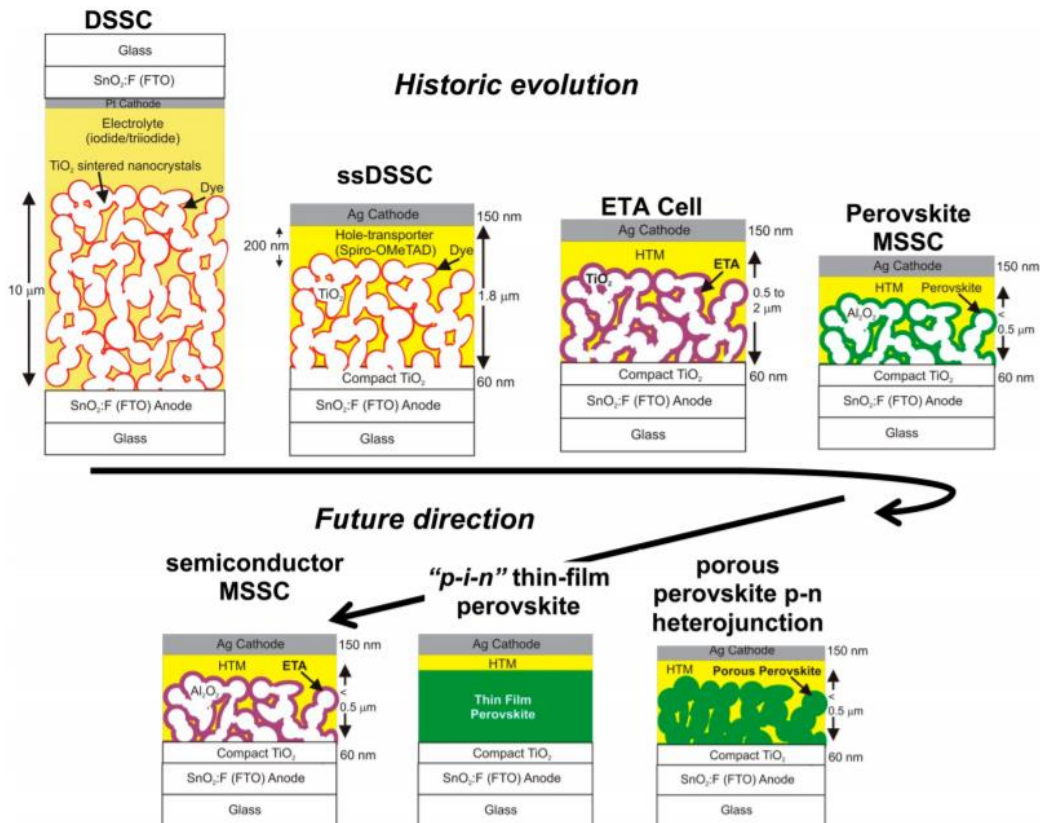 DSSC
Glass
SnO₂:F (FTO)
Pt Cathode
Electrolyte
(iodide/triiodide)
TiO₂ sintered nanocrystals
Dye
10 μm
SnO₂:F (FTO) Anode
Glass
Historic evolution
ssDSSC
Ag Cathode
150 nm
200 nm
Hole-transporter
(Spiro-OMeTAD)
Dye
TiO₂
1.8 μm
Compact TiO₂
60 nm
SnO₂:F (FTO) Anode
Glass
ETA Cell
Ag Cathode
150 nm
HTM
ETA
TiO₂
0.5 to
2 μm
Compact TiO₂
60 nm
SnO₂:F (FTO) Anode
Glass
Perovskite
MSSC
Ag Cathode
150 nm
HTM
Perovskite
Al₂O₃
<
0.5 μm
Compact TiO₂
60 nm
SnO₂:F (FTO) Anode
Glass
Future direction
semiconductor
MSSC
Ag Cathode
150 nm
HTM
ETA
Al₂O₃
<
0.5 μm
Compact TiO₂
60 nm
SnO₂:F (FTO) Anode
Glass
“p-i-n” thin-film
perovskite
Ag Cathode
HTM
Thin Film
Perovskite
Compact TiO₂
SnO₂:F (FTO) Anode
Glass
porous
perovskite p-n
heterojunction
Ag Cathode
150 nm
HTM
Porous Perovskite
<
0.5 μm
Compact TiO₂
60 nm
SnO₂:F (FTO) Anode
Glass